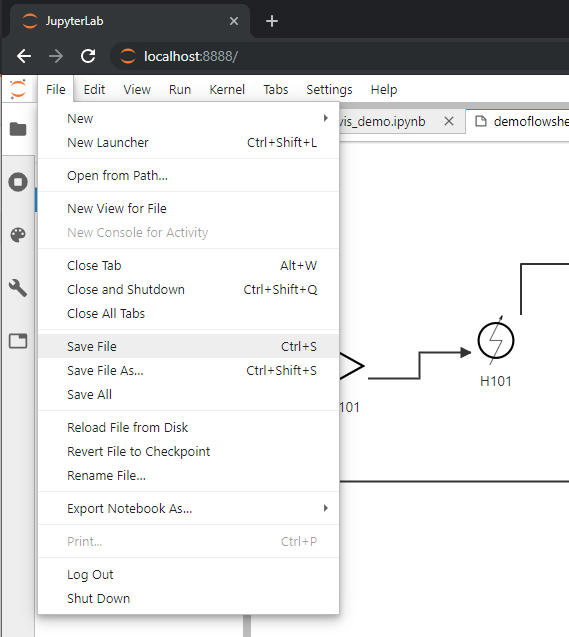 JupyterLab
localhost:8888/
File Edit View Run Kernel Tabs Settings Help
vis_demo.ipynb demoflowshe
New
New Launcher Ctrl+Shift+L
Open from Path...
New View for File
New Console for Activity
Close Tab Alt+W
Close and Shutdown Ctrl+Shift+Q
Close All Tabs
Save File Ctrl+S
Save File As... Ctrl+Shift+S
Save All
Reload File from Disk
Revert File to Checkpoint
Rename File...
Export Notebook As...
Print... Ctrl+P
Log Out
Shut Down
H101
101